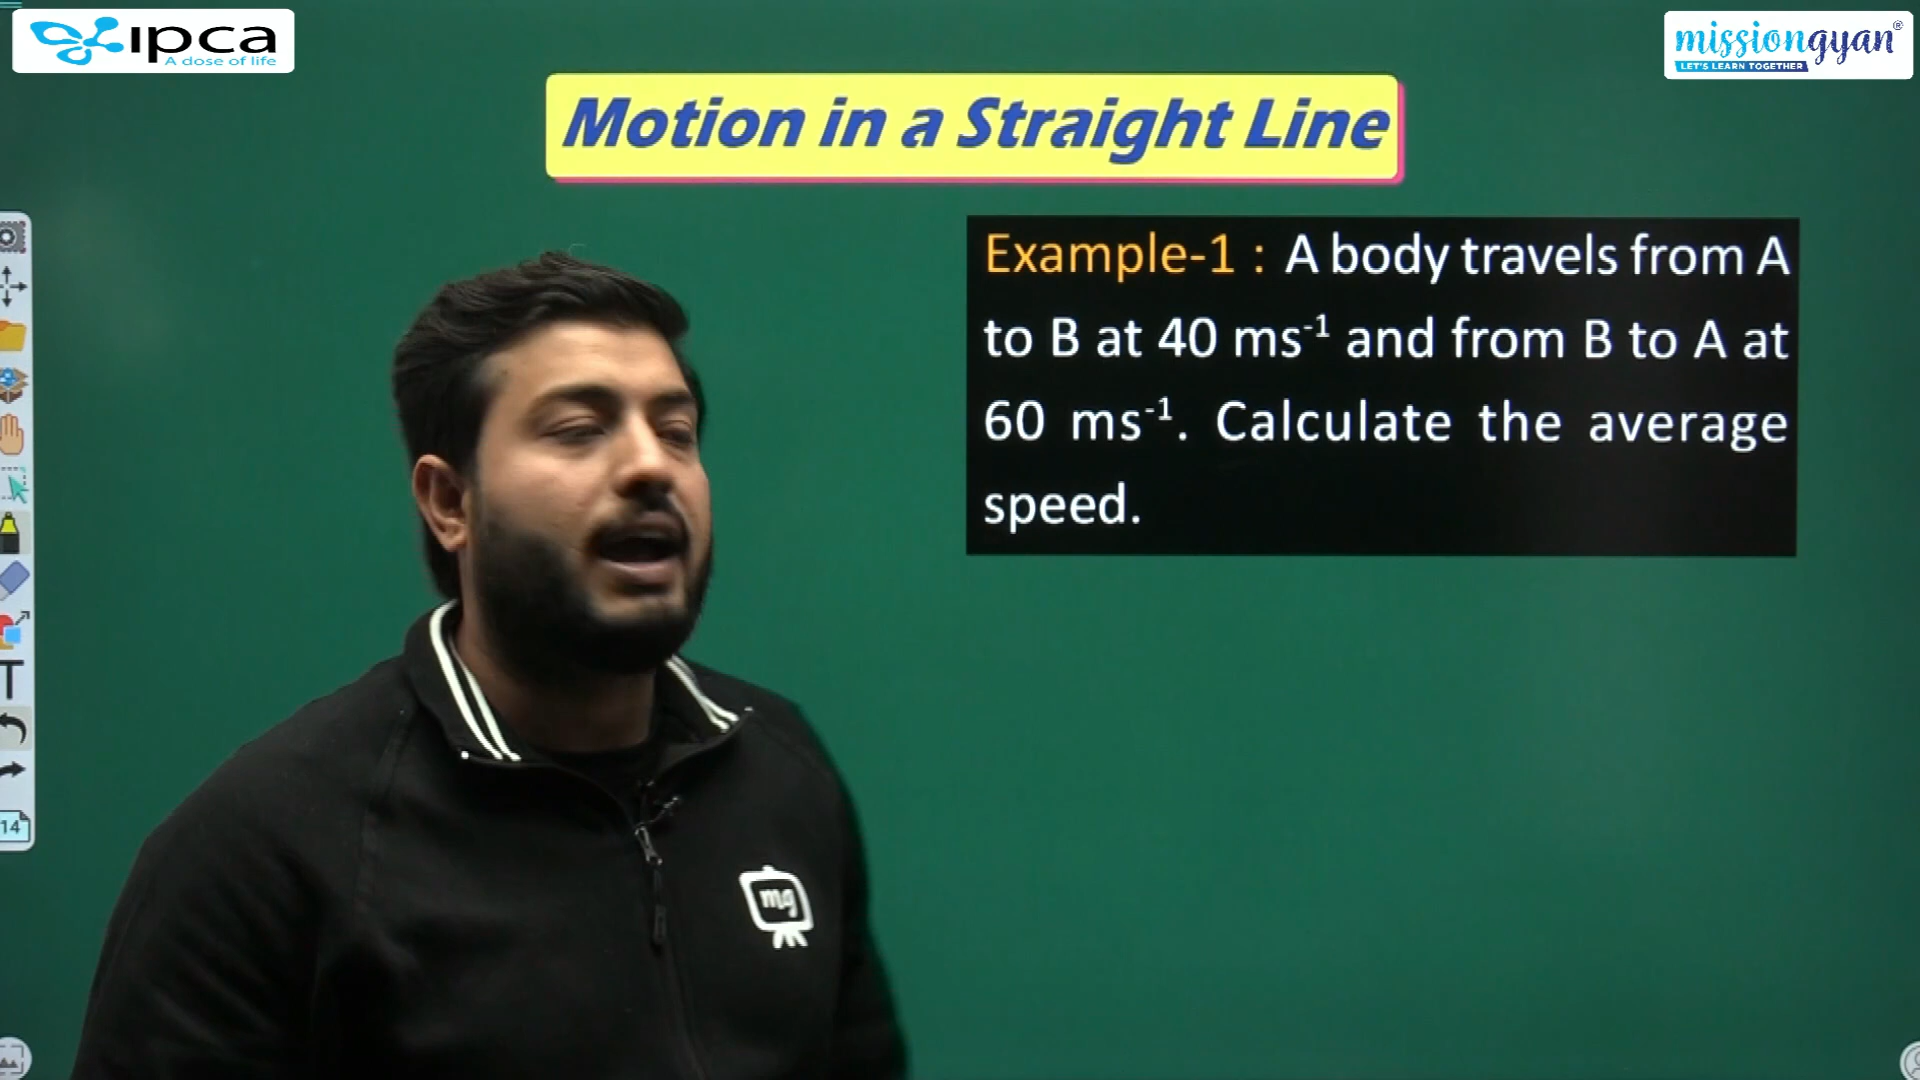 ipca
A dose of life
missiongyan®
LET'S LEARN TOGETHER
Motion in a Straight Line
Example-1 : A body travels from A
to B at 40 ms⁻¹ and from B to A at
60 ms⁻¹. Calculate the average
speed.
T
14
mg